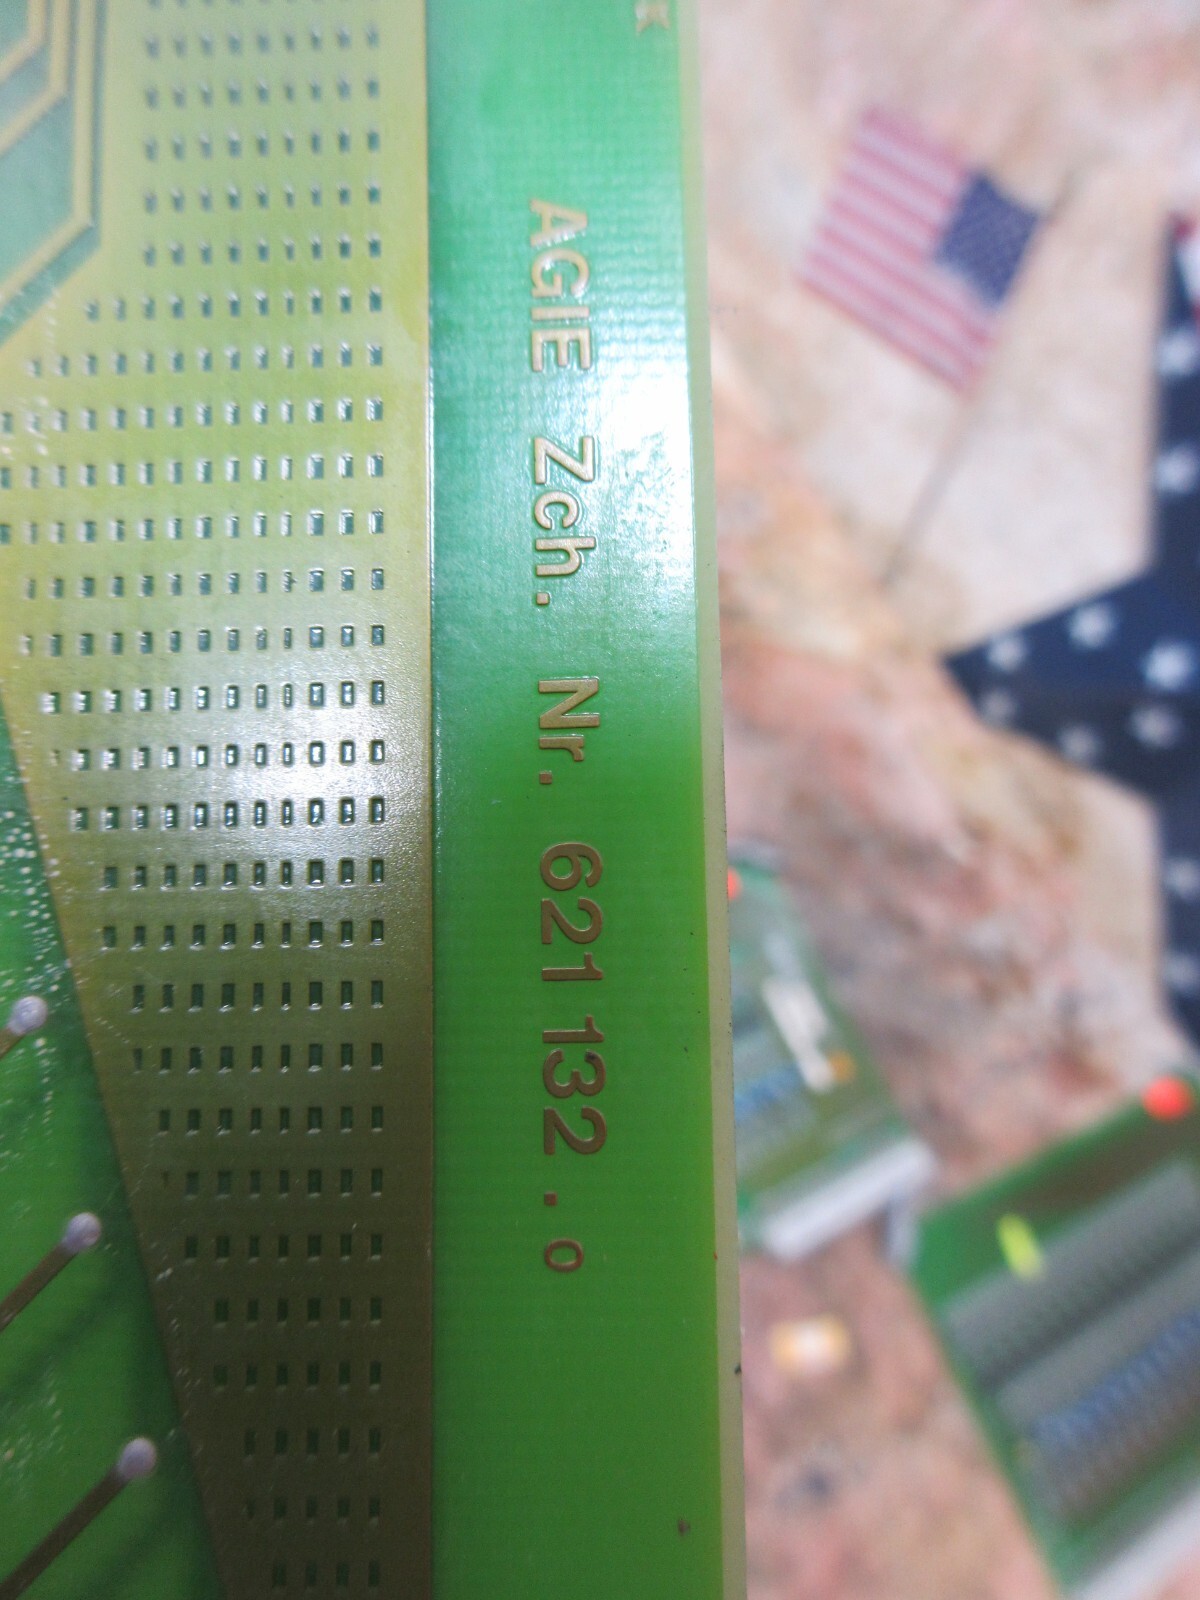 AGIE Zch. Nr. 621 132 . 0